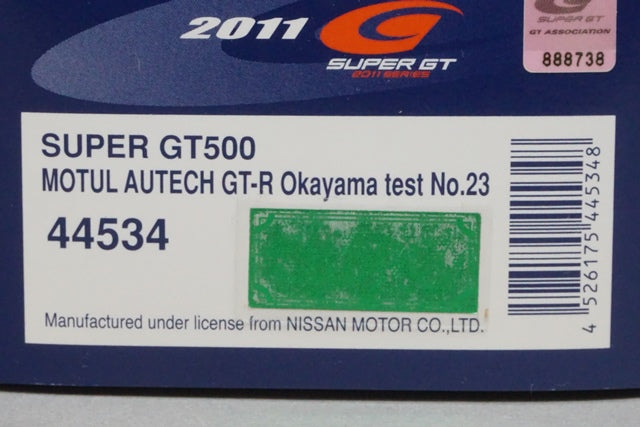 2011
SUPER GT
2011 SERIES
SUPER GT
GT ASSOCIATION
888738
SUPER GT500
MOTUL AUTECH GT-R Okayama test No.23
44534
Manufactured under license from NISSAN MOTOR CO.,LTD.
4 526175 445348